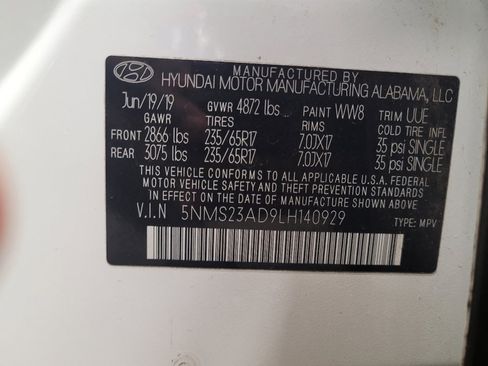 MANUFACTURED BY
HYUNDAI MOTOR MANUFACTURING ALABAMA, LLC
Jun/19/19 GVWR 4872 lbs PAINT WW8 TRIM UUE
GAWR TIRES RIMS COLD TIRE INFL
FRONT 2866 lbs 235/65R17 7.0JX17 35 psi SINGLE
REAR 3075 lbs 235/65R17 7.0JX17 35 psi SINGLE
THIS VEHICLE CONFORMS TO ALL APPLICABLE U.S.A. FEDERAL
MOTOR VEHICLE SAFETY AND THEFT PREVENTION STANDARDS
IN EFFECT ON THE DATE OF MANUFACTURE SHOWN ABOVE.
V.I.N 5NMS23AD9LH140929
TYPE: MPV